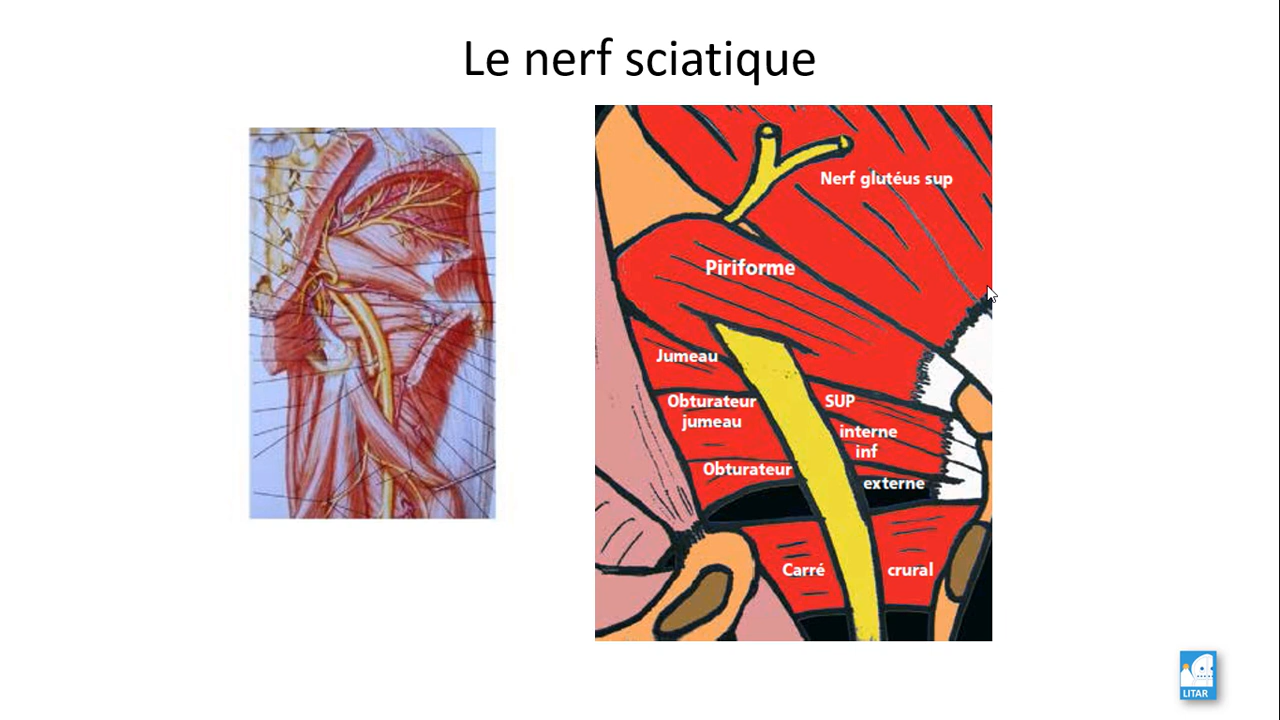 Le nerf sciatique
Nerf glutéus sup
Piriforme
Jumeau
Obturateur
jumeau
SUP
interne
inf
Obturateur
externe
Carré
crural
LITAR